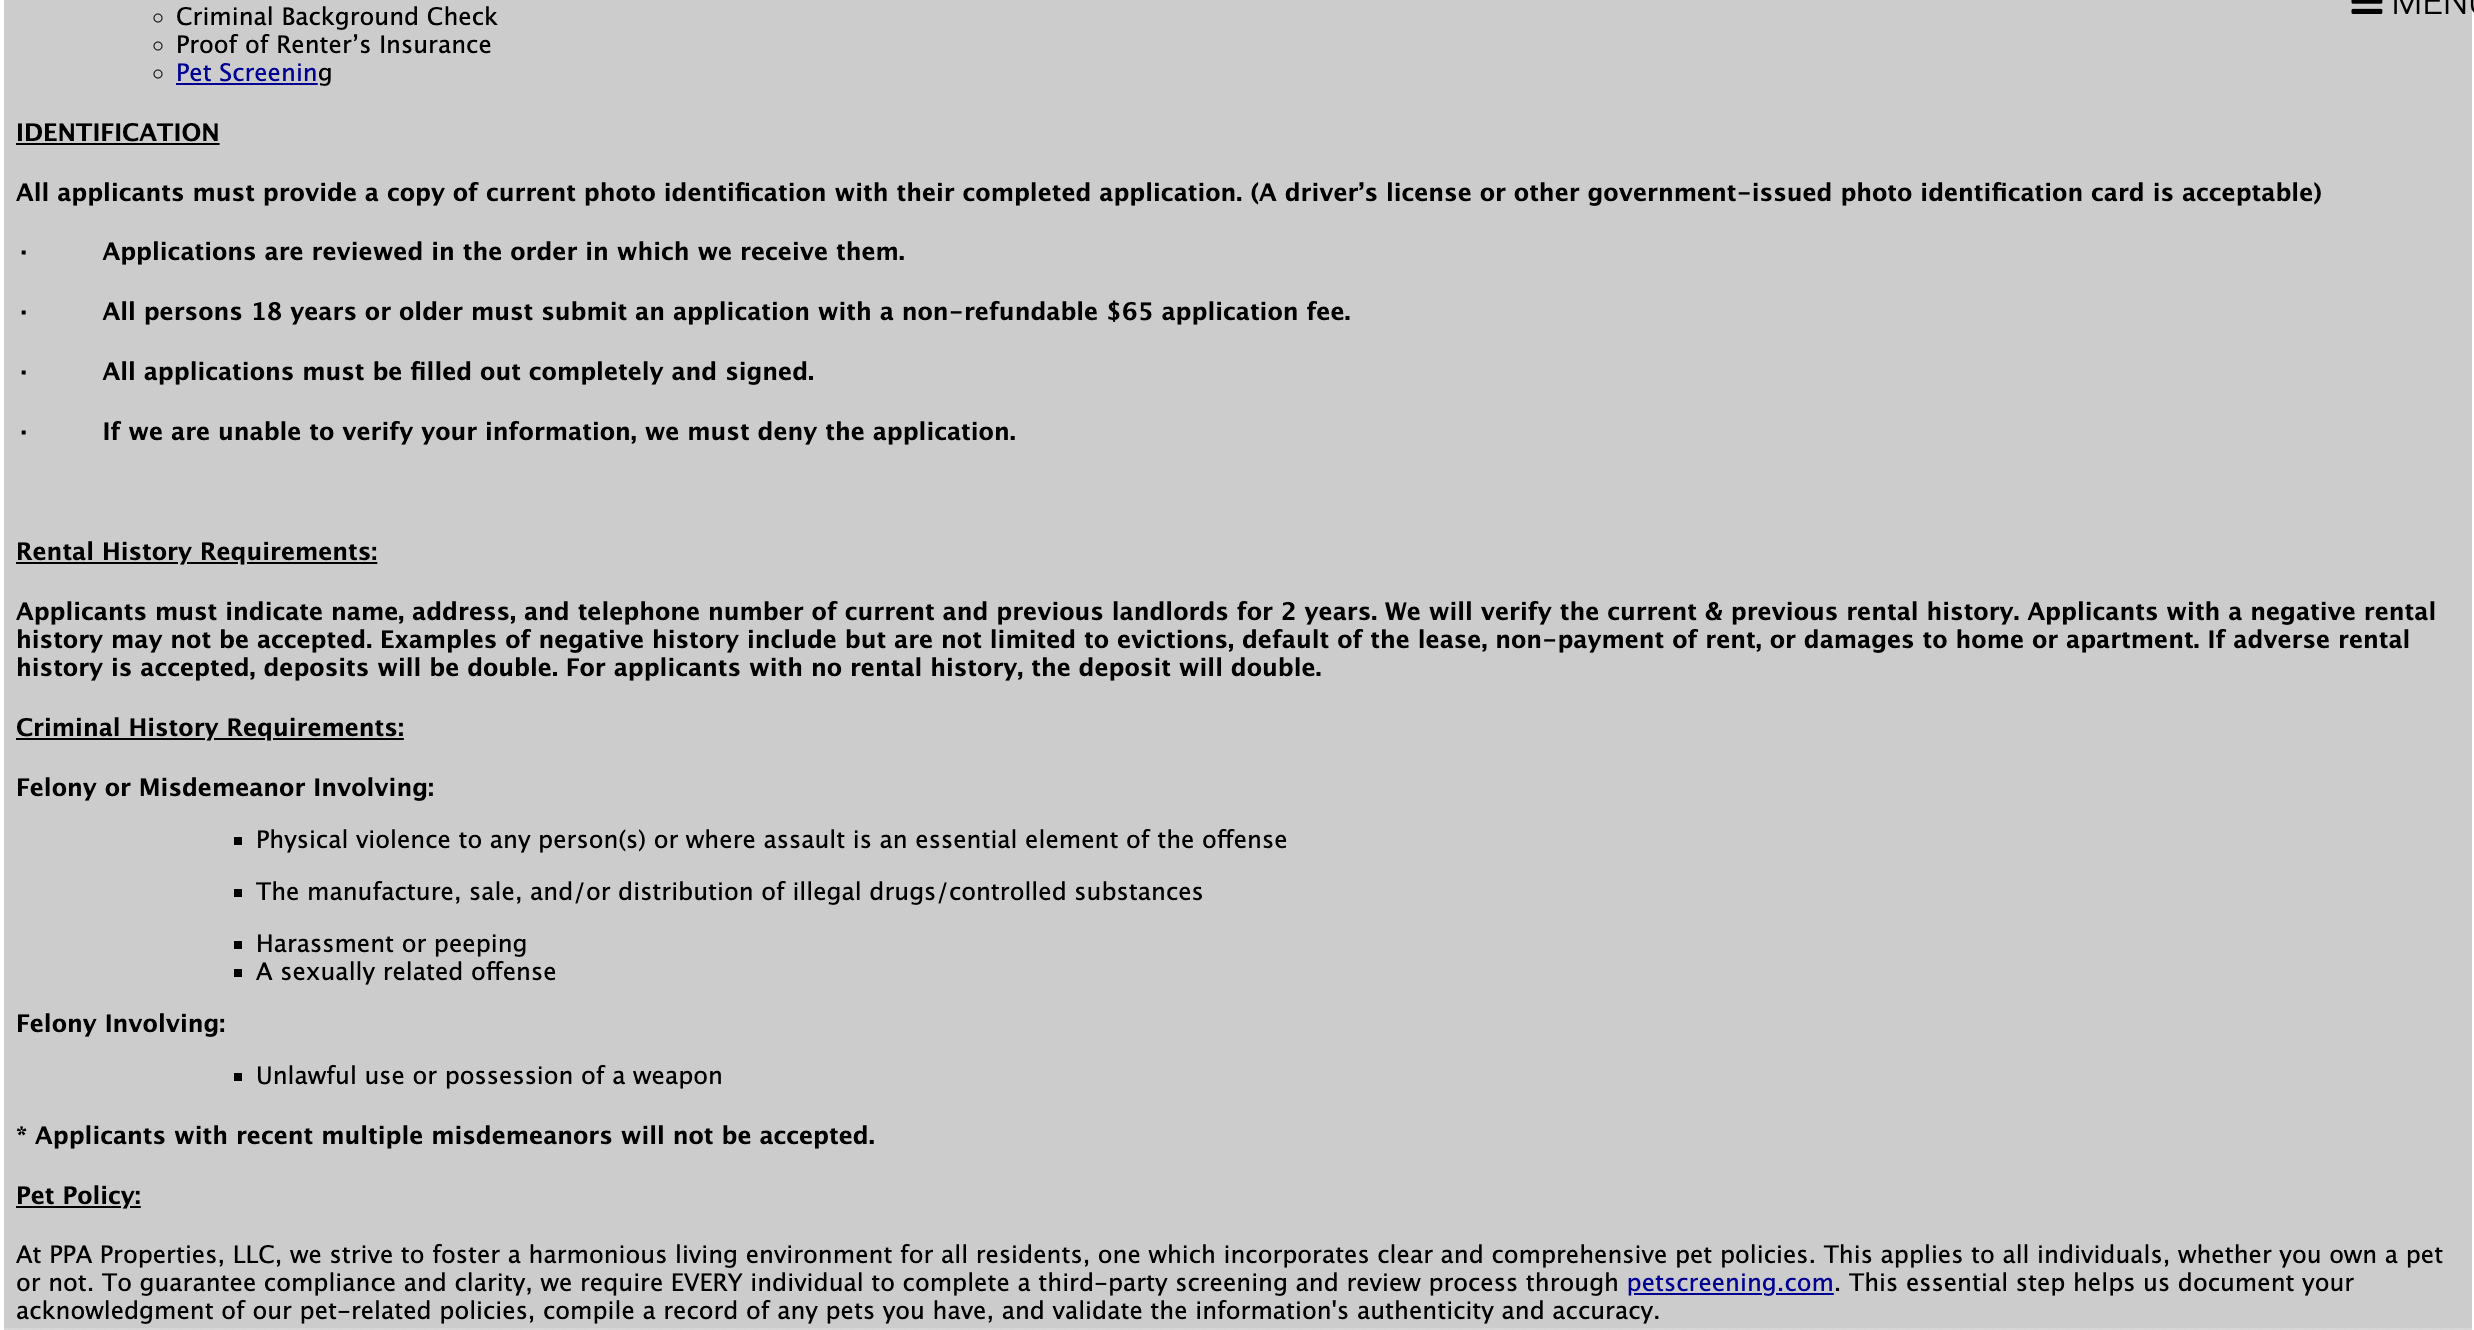 MENU
◦ Criminal Background Check
◦ Proof of Renter’s Insurance
◦ Pet Screening
IDENTIFICATION
All applicants must provide a copy of current photo identification with their completed application. (A driver’s license or other government-issued photo identification card is acceptable)
· Applications are reviewed in the order in which we receive them.
· All persons 18 years or older must submit an application with a non-refundable $65 application fee.
· All applications must be filled out completely and signed.
· If we are unable to verify your information, we must deny the application.
Rental History Requirements:
Applicants must indicate name, address, and telephone number of current and previous landlords for 2 years. We will verify the current & previous rental history. Applicants with a negative rental
history may not be accepted. Examples of negative history include but are not limited to evictions, default of the lease, non-payment of rent, or damages to home or apartment. If adverse rental
history is accepted, deposits will be double. For applicants with no rental history, the deposit will double.
Criminal History Requirements:
Felony or Misdemeanor Involving:
▪ Physical violence to any person(s) or where assault is an essential element of the offense
▪ The manufacture, sale, and/or distribution of illegal drugs/controlled substances
▪ Harassment or peeping
▪ A sexually related offense
Felony Involving:
▪ Unlawful use or possession of a weapon
* Applicants with recent multiple misdemeanors will not be accepted.
Pet Policy:
At PPA Properties, LLC, we strive to foster a harmonious living environment for all residents, one which incorporates clear and comprehensive pet policies. This applies to all individuals, whether you own a pet
or not. To guarantee compliance and clarity, we require EVERY individual to complete a third-party screening and review process through petscreening.com. This essential step helps us document your
acknowledgment of our pet-related policies, compile a record of any pets you have, and validate the information's authenticity and accuracy.